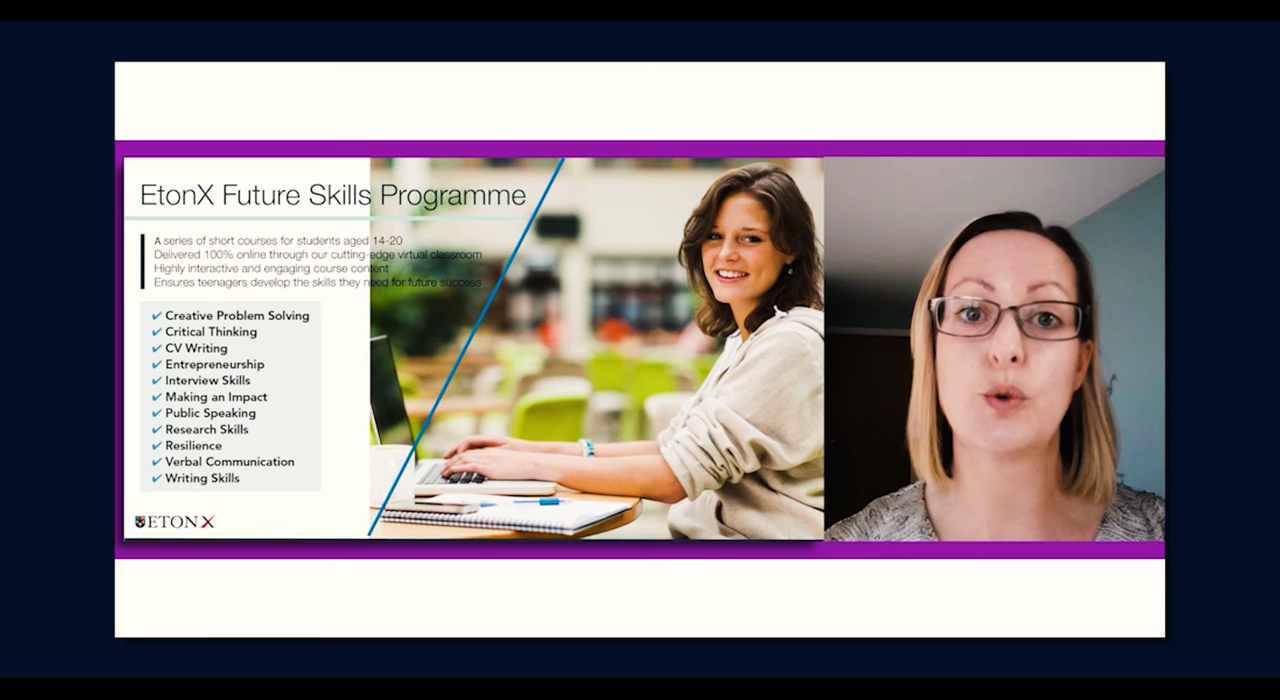 EtonX Future Skills Programme
A series of short courses for students aged 14-20
Delivered 100% online through our cutting-edge virtual classroom
Highly interactive and engaging course content
Ensures teenagers develop the skills they need for future success
✔ Creative Problem Solving
✔ Critical Thinking
✔ CV Writing
✔ Entrepreneurship
✔ Interview Skills
✔ Making an Impact
✔ Public Speaking
✔ Research Skills
✔ Resilience
✔ Verbal Communication
✔ Writing Skills
ETON X